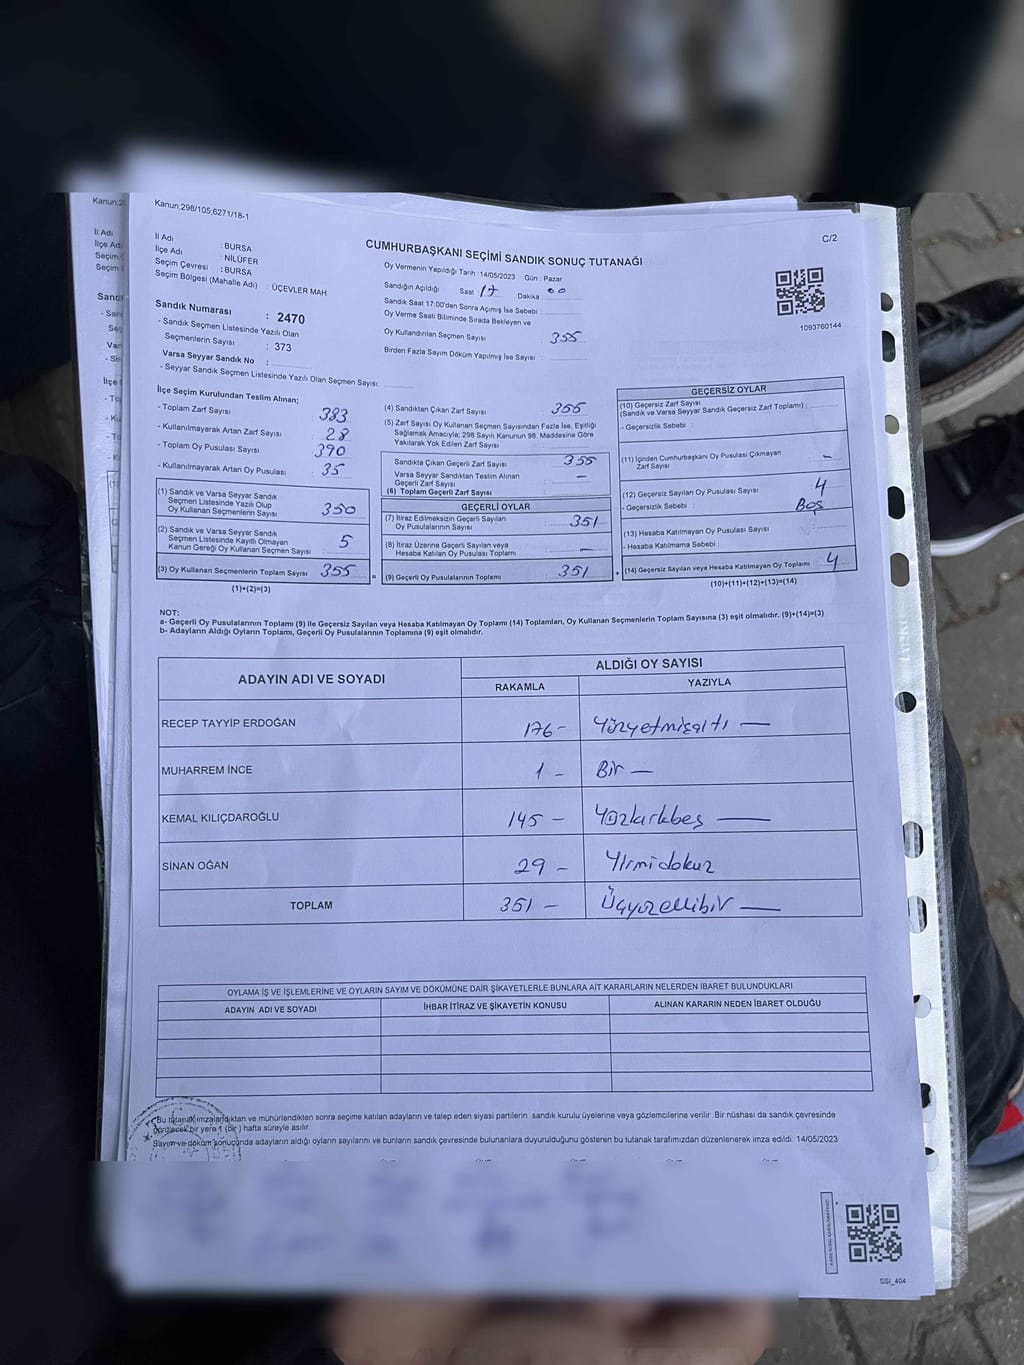 Kanun;298/105,6271/18-1
C/2
CUMHURBAŞKANI SEÇİMİ SANDIK SONUÇ TUTANAĞI
İl Adı : BURSA
İlçe Adı : NİLÜFER
Seçim Çevresi : BURSA
Seçim Bölgesi (Mahalle Adı) : ÜÇEVLER MAH
Sandık Numarası : 2470
- Sandık Seçmen Listesinde Yazılı Olan
Seçmenlerin Sayısı : 373
Varsa Seyyar Sandık No :
- Seyyar Sandık Seçmen Listesinde Yazılı Olan Seçmen Sayısı:
Oy Vermenin Yapıldığı Tarih :14/05/2023 Gün : Pazar
Sandığın Açıldığı Saat 17 Dakika : 00
Sandık Saat 17:00'den Sonra Açımış İse Sebebi :
Oy Verme Saati Bitiminde Sırada Bekleyen ve
Oy Kullandırılan Seçmen Sayısı : 355
Birden Fazla Sayım Döküm Yapılmış İse Sayısı :
1093760144
İlçe Seçim Kurulundan Teslim Alınan;
- Toplam Zarf Sayısı : 383
- Kullanılmayarak Artan Zarf Sayısı : 28
- Toplam Oy Pusulası Sayısı : 390
- Kullanılmayarak Artan Oy Pusulası : 35
(1) Sandık ve Varsa Seyyar Sandık
Seçmen Listesinde Yazılı Olup
Oy Kullanan Seçmenlerin Sayısı : 350
(2) Sandık ve Varsa Seyyar Sandık
Seçmen Listesinde Kayıtlı Olmayan
Kanun Gereği Oy Kullanan Seçmen Sayısı : 5
(3) Oy Kullanan Seçmenlerin Toplam Sayısı : 355
(1)+(2)=(3)
(4) Sandıktan Çıkan Zarf Sayısı : 355
(5) Zarf Sayısı Oy Kullanan Seçmen Sayısından Fazla İse, Eşitliği
Sağlamak Amacıyla; 298 Sayılı Kanunun 98. Maddesine Göre
Yakılarak Yok Edilen Zarf Sayısı :
Sandıkta Çıkan Geçerli Zarf Sayısı : 355
Varsa Seyyar Sandıktan Teslim Alınan
Geçerli Zarf Sayısı : -
(6) Toplam Geçerli Zarf Sayısı :
GEÇERLİ OYLAR
(7) İtiraz Edilmeksizin Geçerli Sayılan
Oy Pusulalarının Sayısı : 351
(8) İtiraz Üzerine Geçerli Sayılan veya
Hesaba Katılan Oy Pusulası Toplamı : -
= (9) Geçerli Oy Pusulalarının Toplamı : 351
GEÇERSİZ OYLAR
(10) Geçersiz Zarf Sayısı
(Sandık ve Varsa Seyyar Sandık Geçersiz Zarf Toplamı) :
- Geçersizlik Sebebi :
(11) İçinden Cumhurbaşkanı Oy Pusulası Çıkmayan
Zarf Sayısı : -
(12) Geçersiz Sayılan Oy Pusulası Sayısı : 4
- Geçersizlik Sebebi : Boş
(13) Hesaba Katılmayan Oy Pusulası Sayısı :
- Hesaba Katılmama Sebebi :
+ (14) Geçersiz Sayılan veya Hesaba Katılmayan Oy Toplamı : 4
(10)+(11)+(12)+(13)=(14)
NOT:
a- Geçerli Oy Pusulalarının Toplamı (9) ile Geçersiz Sayılan veya Hesaba Katılmayan Oy Toplamı (14) Toplamları, Oy Kullanan Seçmenlerin Toplam Sayısına (3) eşit olmalıdır. (9)+(14)=(3)
b- Adayların Aldığı Oyların Toplamı, Geçerli Oy Pusulalarının Toplamına (9) eşit olmalıdır.
ADAYIN ADI VE SOYADI ALDIĞI OY SAYISI
RAKAMLA YAZIYLA
RECEP TAYYİP ERDOĞAN 176- Yüzyetmişaltı —
MUHARREM İNCE 1 - Bir —
KEMAL KILIÇDAROĞLU 145 - Yüzkırkbeş —
SİNAN OĞAN 29 - Yirmidokuz
TOPLAM 351 - Üçyüzellibir —
OYLAMA İŞ VE İŞLEMLERİNE VE OYLARIN SAYIM VE DÖKÜMÜNE DAİR ŞİKAYETLERLE BUNLARA AİT KARARLARIN NELERDEN İBARET BULUNDUKLARI
ADAYIN ADI VE SOYADI İHBAR İTİRAZ VE ŞİKAYETİN KONUSU ALINAN KARARIN NEDEN İBARET OLDUĞU
Bu tutanak imzalandıktan ve mühürlendikten sonra seçime katılan adayların ve talep eden siyasi partilerin sandık kurulu üyelerine veya gözlemcilerine verilir. Bir nüshası da sandık çevresinde
görülecek bir yere 1 (bir) hafta süreyle asılır.
Sayım ve döküm sonucunda adayların aldığı oyların sayılarını ve bunların sandık çevresinde bulunanlara duyurulduğunu gösteren bu tutanak tarafımızdan düzenlenerek imza edildi. 14/05/2023
SSİ_404